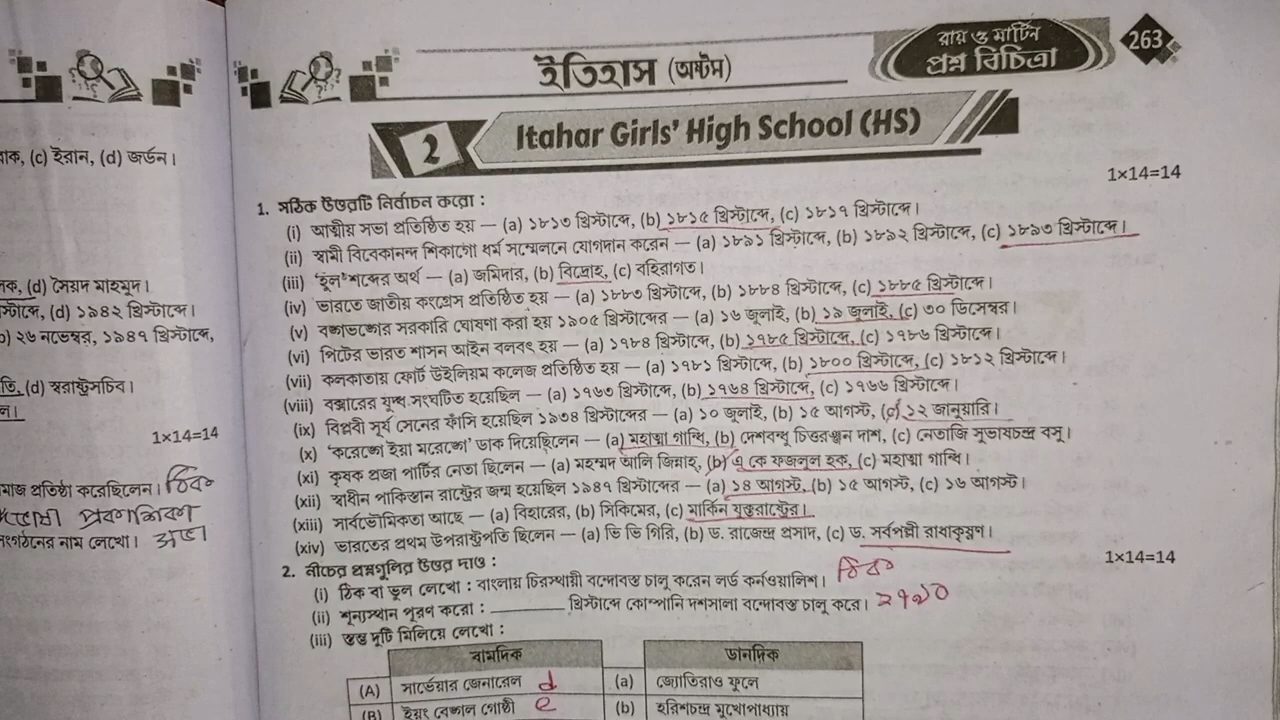 রায় ও মার্টিন
প্রশ্ন বিচিত্রা
263
ইতিহাস (অষ্টম)
2 Itahar Girls' High School (HS)
1. সঠিক উত্তরটি নির্বাচন করো : 1×14=14
(i) আত্মীয় সভা প্রতিষ্ঠিত হয় — (a) ১৮১৩ খ্রিস্টাব্দে, (b) ১৮১৫ খ্রিস্টাব্দে, (c) ১৮১৭ খ্রিস্টাব্দে।
(ii) স্বামী বিবেকানন্দ শিকাগো ধর্ম সম্মেলনে যোগদান করেন — (a) ১৮৯১ খ্রিস্টাব্দে, (b) ১৮৯২ খ্রিস্টাব্দে, (c) ১৮৯৩ খ্রিস্টাব্দে।
(iii) 'হুল' শব্দের অর্থ — (a) জমিদার, (b) বিদ্রোহ, (c) বহিরাগত।
(iv) ভারতে জাতীয় কংগ্রেস প্রতিষ্ঠিত হয় — (a) ১৮৮৩ খ্রিস্টাব্দে, (b) ১৮৮৪ খ্রিস্টাব্দে, (c) ১৮৮৫ খ্রিস্টাব্দে।
(v) বঙ্গভঙ্গের সরকারি ঘোষণা করা হয় ১৯০৫ খ্রিস্টাব্দের — (a) ১৬ জুলাই, (b) ১৯ জুলাই, (c) ৩০ ডিসেম্বর।
(vi) পিটের ভারত শাসন আইন বলবৎ হয় — (a) ১৭৮৪ খ্রিস্টাব্দে, (b) ১৭৮৫ খ্রিস্টাব্দে, (c) ১৭৮৬ খ্রিস্টাব্দে।
(vii) কলকাতায় ফোর্ট উইলিয়ম কলেজ প্রতিষ্ঠিত হয় — (a) ১৭৮১ খ্রিস্টাব্দে, (b) ১৮০০ খ্রিস্টাব্দে, (c) ১৮১২ খ্রিস্টাব্দে।
(viii) বক্সারের যুদ্ধ সংঘটিত হয়েছিল — (a) ১৭৬৩ খ্রিস্টাব্দে, (b) ১৭৬৪ খ্রিস্টাব্দে, (c) ১৭৬৬ খ্রিস্টাব্দে।
(ix) বিপ্লবী সূর্য সেনের ফাঁসি হয়েছিল ১৯৩৪ খ্রিস্টাব্দের — (a) ১০ জুলাই, (b) ১৫ আগস্ট, (c) ১২ জানুয়ারি।
(x) 'করেঙ্গে ইয়া মরেঙ্গে' ডাক দিয়েছিলেন — (a) মহাত্মা গান্ধি, (b) দেশবন্ধু চিত্তরঞ্জন দাশ, (c) নেতাজি সুভাষচন্দ্র বসু।
(xi) কৃষক প্রজা পার্টির নেতা ছিলেন — (a) মহম্মদ আলি জিন্নাহ, (b) এ কে ফজলুল হক, (c) মহাত্মা গান্ধি।
(xii) স্বাধীন পাকিস্তান রাষ্ট্রের জন্ম হয়েছিল ১৯৪৭ খ্রিস্টাব্দের — (a) ১৪ আগস্ট, (b) ১৫ আগস্ট, (c) ১৬ আগস্ট।
(xiii) সার্বভৌমিকতা আছে — (a) বিহারের, (b) সিকিমের, (c) মার্কিন যুক্তরাষ্ট্রের।
(xiv) ভারতের প্রথম উপরাষ্ট্রপতি ছিলেন — (a) ভি ভি গিরি, (b) ড. রাজেন্দ্র প্রসাদ, (c) ড. সর্বপল্লী রাধাকৃষ্ণণ।
2. নীচের প্রশ্নগুলির উত্তর দাও : 1×14=14
(i) ঠিক বা ভুল লেখো : বাংলায় চিরস্থায়ী বন্দোবস্ত চালু করেন লর্ড কর্নওয়ালিশ। ঠিক
(ii) শূন্যস্থান পূরণ করো : ________ খ্রিস্টাব্দে কোম্পানি দশসালা বন্দোবস্ত চালু করে। ১৭৯০
(iii) স্তম্ভ দুটি মিলিয়ে লেখো :
বামদিক ডানদিক
(A) সার্ভেয়ার জেনারেল d (a) জ্যোতিরাও ফুলে
(B) ইয়ং বেঙ্গল গোষ্ঠী e (b) হরিশচন্দ্র মুখোপাধ্যায়
(c) ইরান, (d) জর্ডন।
(d) সৈয়দ মাহমুদ।
(d) ১৯৪২ খ্রিস্টাব্দে।
২৬ নভেম্বর, ১৯৪৭ খ্রিস্টাব্দে,
(d) স্বরাষ্ট্রসচিব।
1×14=14
প্রতিষ্ঠা করেছিলেন। ঠিক
নাম লেখো।